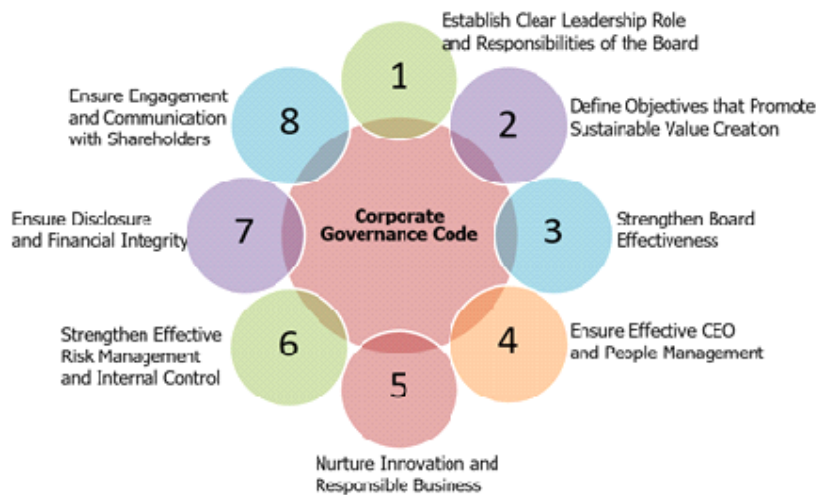 1
Establish Clear Leadership Role
and Responsibilities of the Board
2
Define Objectives that Promote
Sustainable Value Creation
3
Strengthen Board
Effectiveness
4
Ensure Effective CEO
and People Management
5
Nurture Innovation and
Responsible Business
6
Strengthen Effective
Risk Management
and Internal Control
7
Ensure Disclosure
and Financial Integrity
8
Ensure Engagement
and Communication
with Shareholders
Corporate
Governance Code